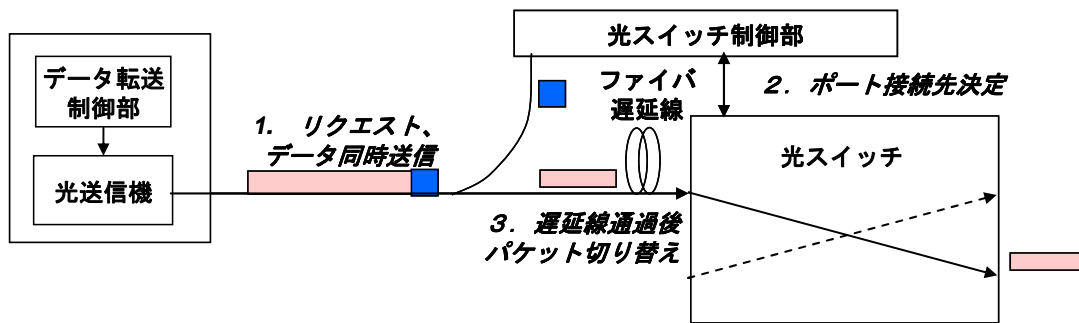 光スイッチ制御部
データ転送
制御部
ファイバ
遅延線
2. ポート接続先決定
1. リクエスト、
データ同時送信
光スイッチ
光送信機
3. 遅延線通過後
パケット切り替え